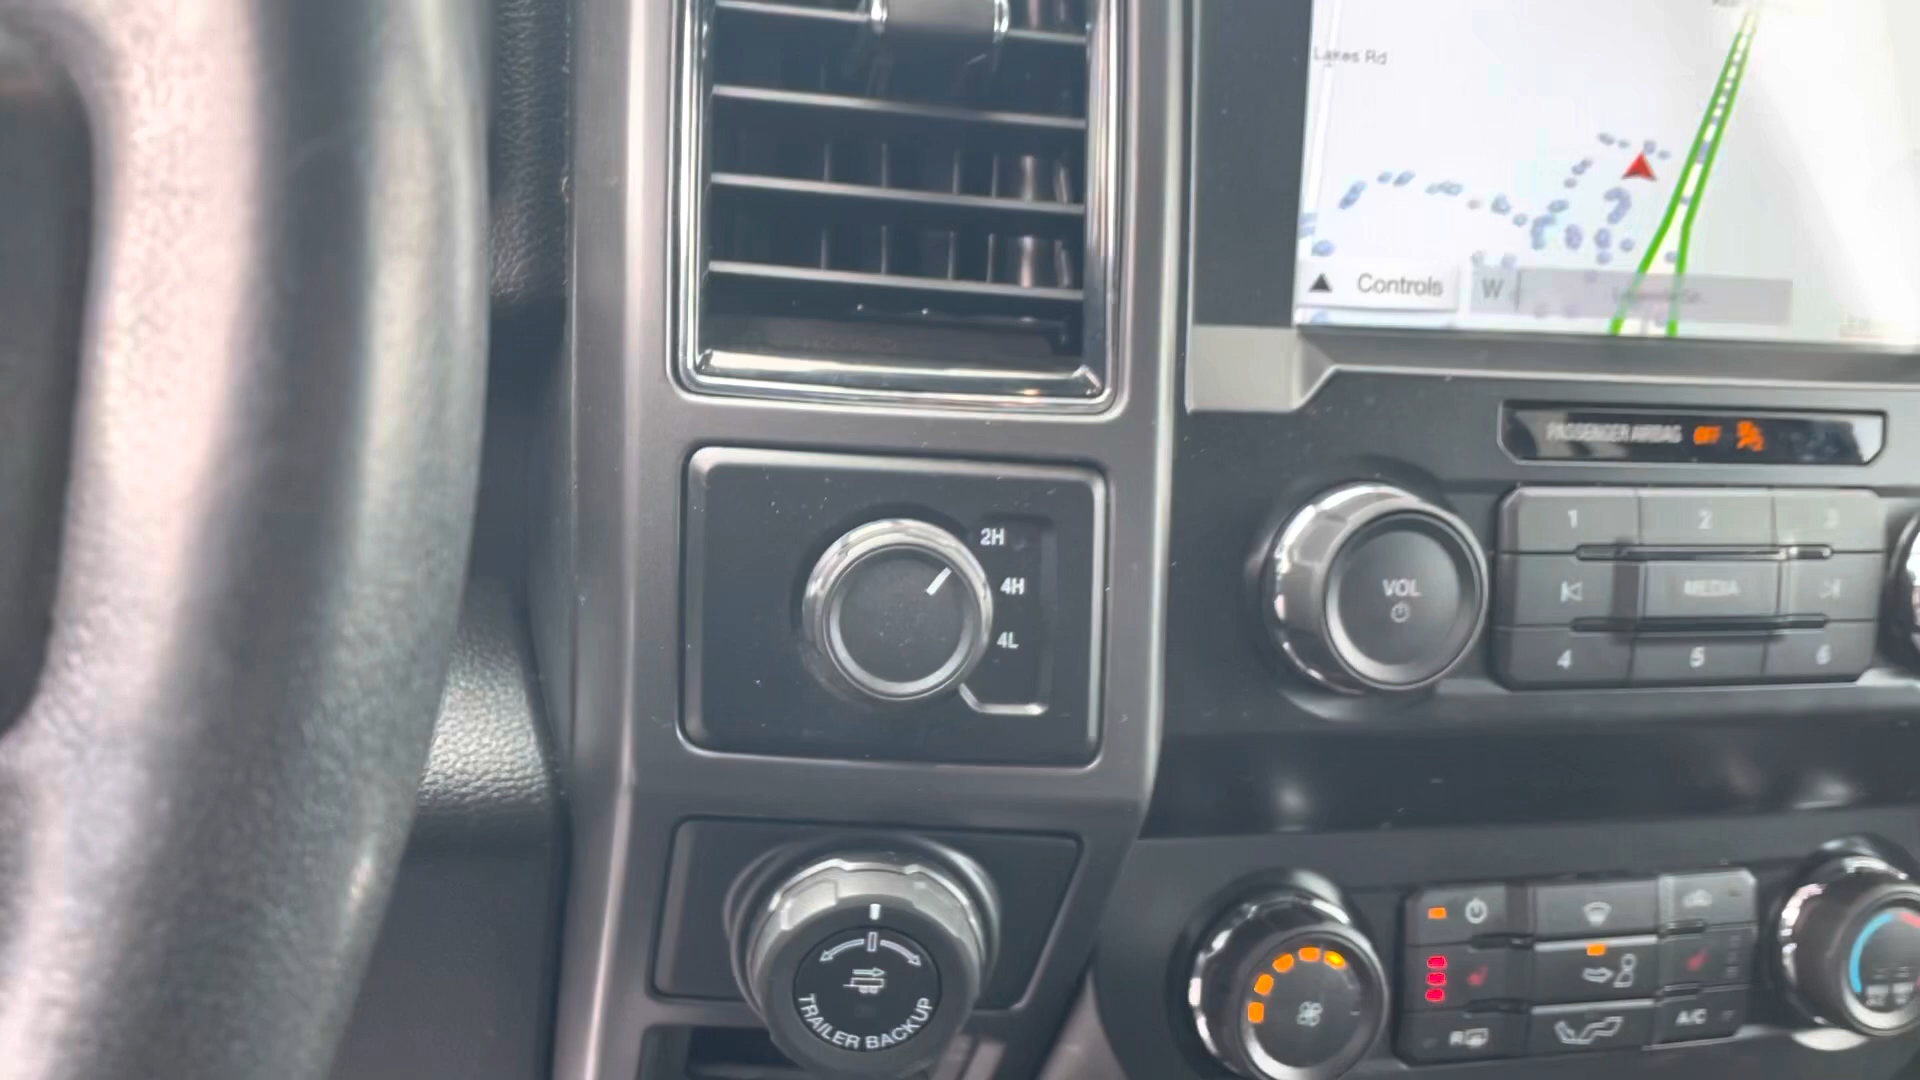 Lakes Rd
Controls
W
PASSENGER AIRBAG OFF
2H
4H
4L
VOL
1 2 3
MEDIA
4 5 6
TRAILER BACKUP
R
A/C